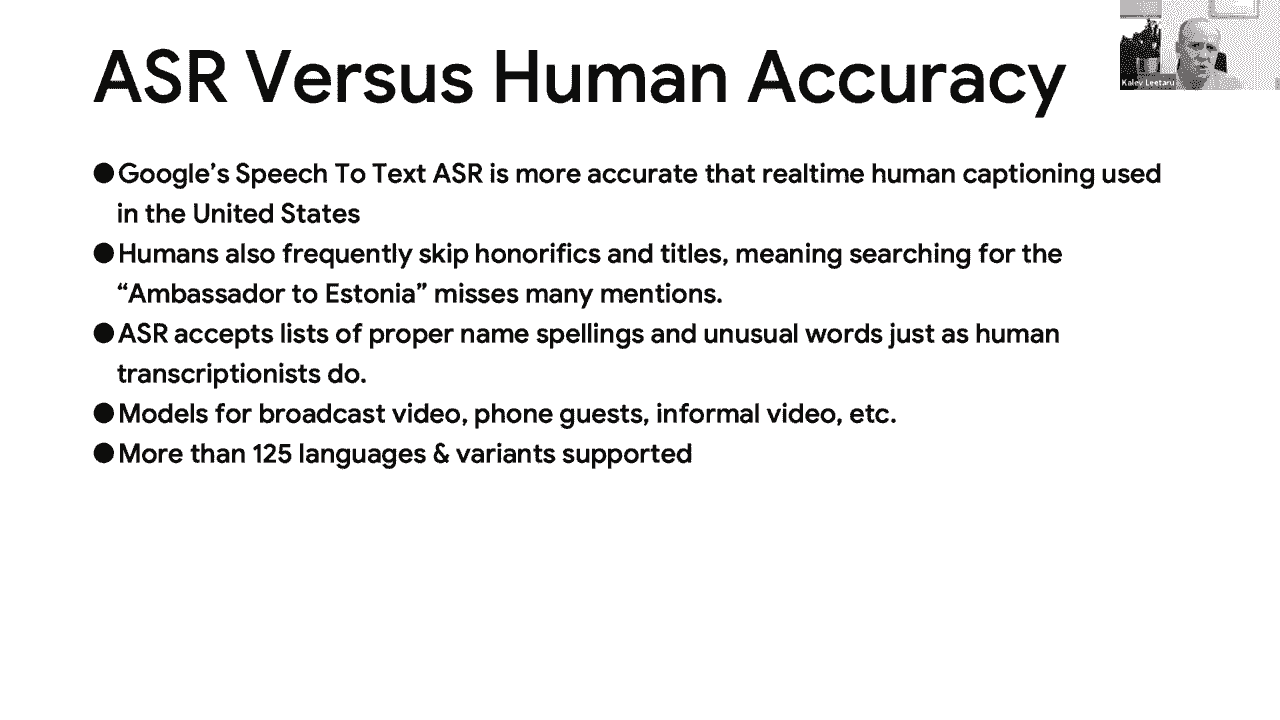 ASR Versus Human Accuracy
Kalev Leetaru
●Google's Speech To Text ASR is more accurate that realtime human captioning used
in the United States
●Humans also frequently skip honorifics and titles, meaning searching for the
“Ambassador to Estonia” misses many mentions.
●ASR accepts lists of proper name spellings and unusual words just as human
transcriptionists do.
●Models for broadcast video, phone guests, informal video, etc.
●More than 125 languages & variants supported